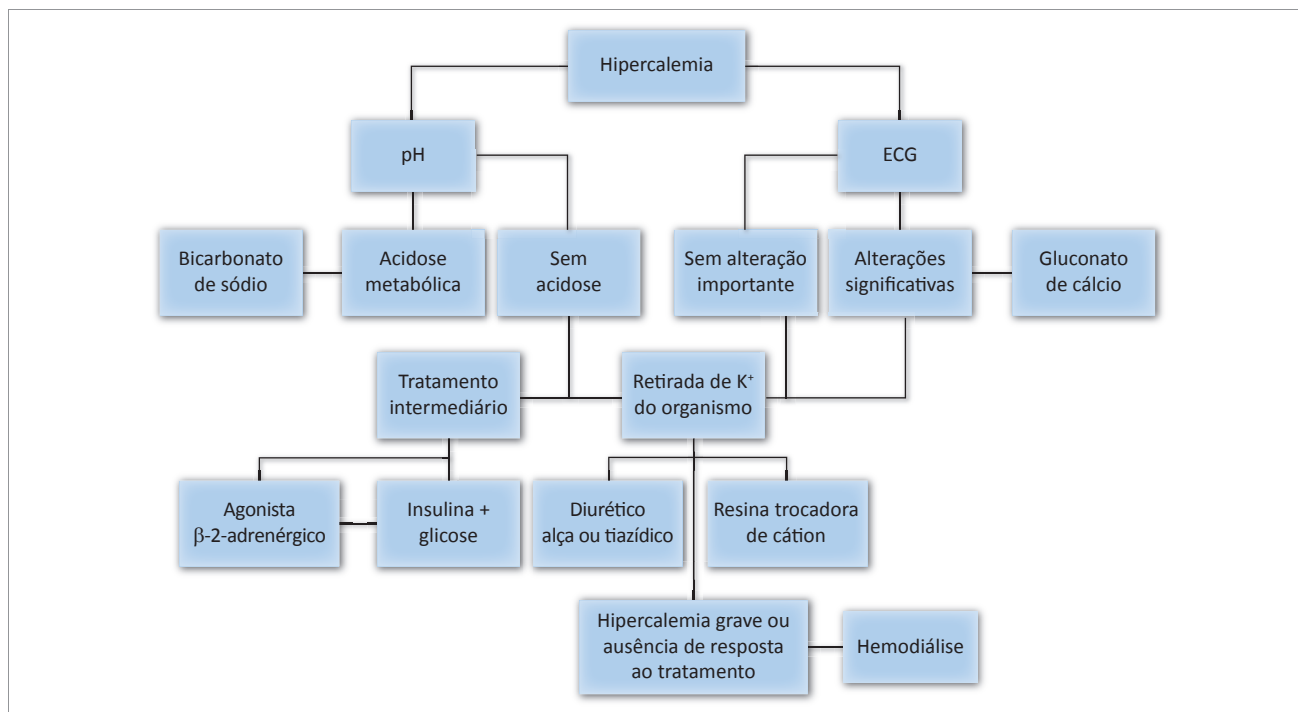 Hipercalemia
pH
ECG
Bicarbonato
de sódio
Acidose
metabólica
Sem
acidose
Sem alteração
importante
Alterações
significativas
Gluconato
de cálcio
Tratamento
intermediário
Retirada de K⁺
do organismo
Agonista
β-2-adrenérgico
Insulina +
glicose
Diurético
alça ou tiazídico
Resina trocadora
de cátion
Hipercalemia grave ou
ausência de resposta
ao tratamento
Hemodiálise